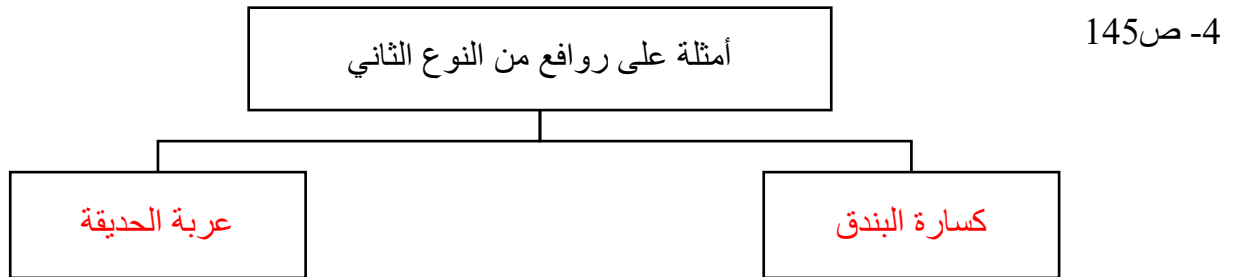 4- ص145
أمثلة على روافع من النوع الثاني
كسارة البندق
عربة الحديقة